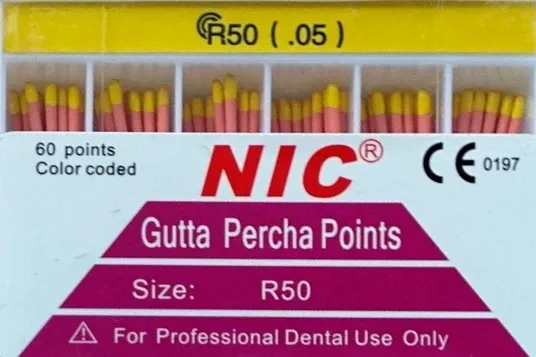 R50 ( .05 )
60 points
Color coded
NIC®
CE 0197
Gutta Percha Points
Size: R50
⚠ For Professional Dental Use Only